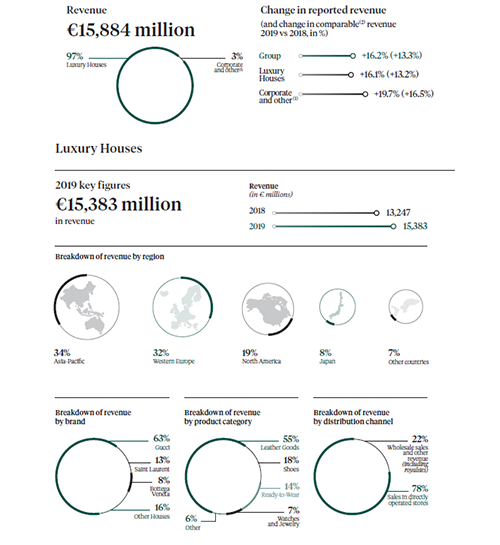 Revenue
€15,884 million
97%
Luxury Houses
3%
Corporate
and other(1)
Change in reported revenue
(and change in comparable(2) revenue
2019 vs 2018, in %)
Group
+16.2% (+13.3%)
Luxury
Houses
+16.1% (+13.2%)
Corporate
and other(1)
+19.7% (+16.5%)
Luxury Houses
2019 key figures
€15,383 million
in revenue
Revenue
(in € millions)
2018
13,247
2019
15,383
Breakdown of revenue by region
34%
Asia-Pacific
32%
Western Europe
19%
North America
8%
Japan
7%
Other countries
Breakdown of revenue
by brand
63%
Gucci
13%
Saint Laurent
8%
Bottega
Veneta
16%
Other Houses
Breakdown of revenue
by product category
55%
Leather Goods
18%
Shoes
14%
Ready-to-Wear
7%
Watches
and Jewelry
6%
Other
Breakdown of revenue
by distribution channel
22%
Wholesale sales
and other
revenue
(including
royalties)
78%
Sales in directly
operated stores